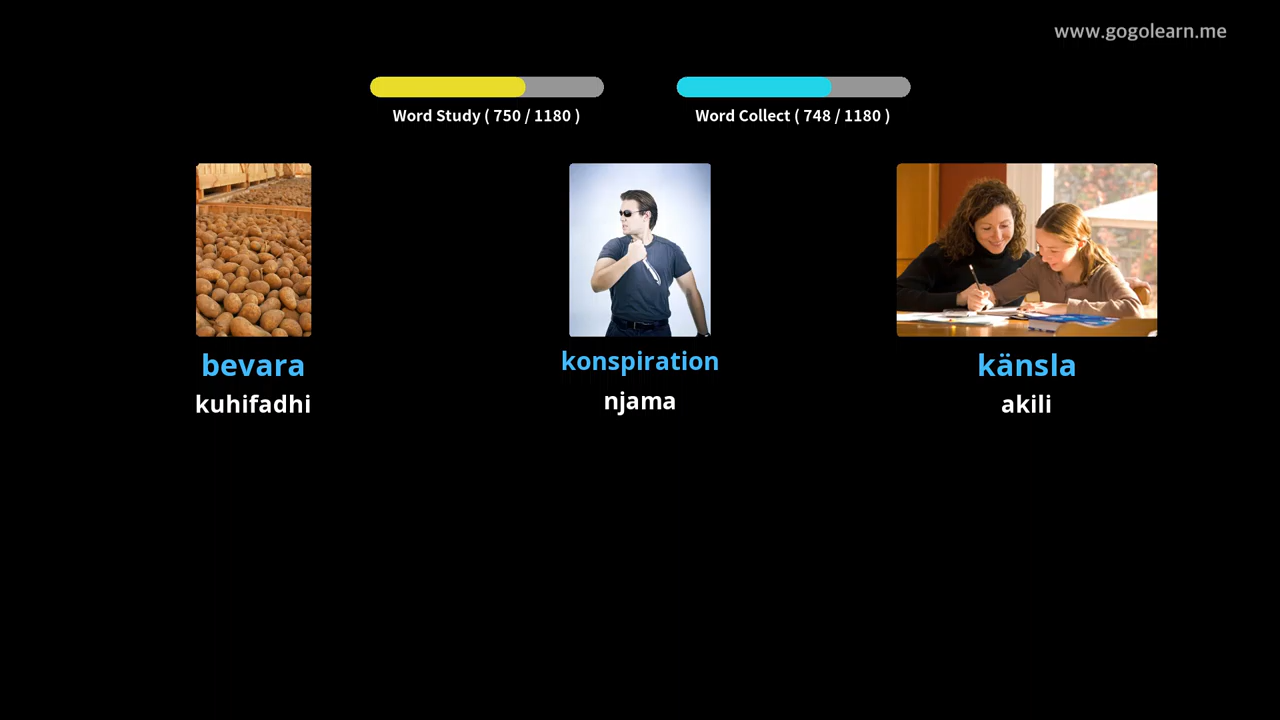 www.gogolearn.me
Word Study ( 750 / 1180 )
Word Collect ( 748 / 1180 )
bevara
kuhifadhi
konspiration
njama
känsla
akili